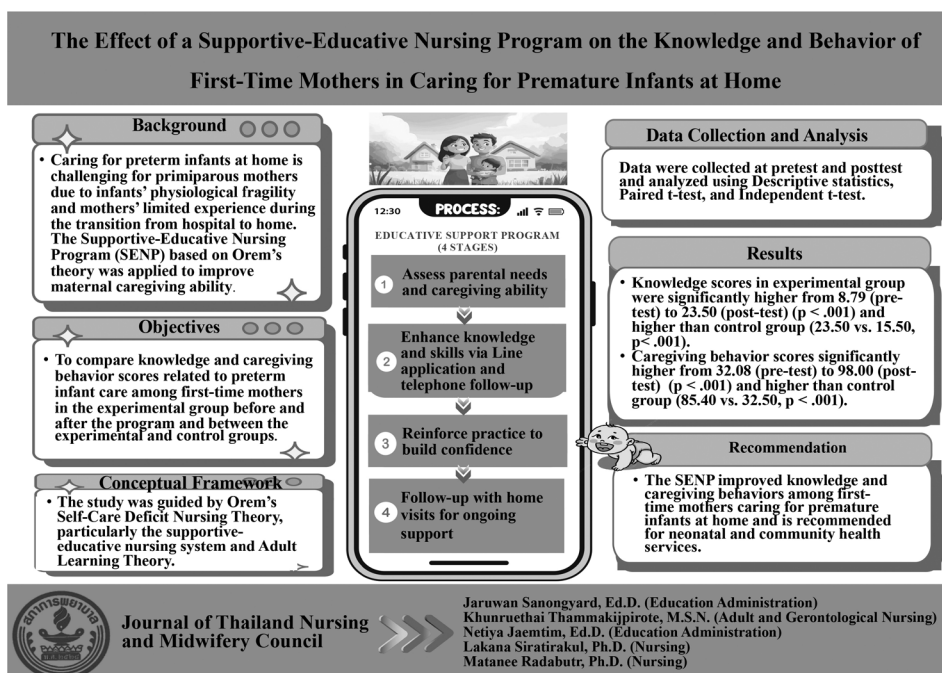 The Effect of a Supportive-Educative Nursing Program on the Knowledge and Behavior of
First-Time Mothers in Caring for Premature Infants at Home
Background
• Caring for preterm infants at home is
challenging for primiparous mothers
due to infants' physiological fragility
and mothers' limited experience during
the transition from hospital to home.
The Supportive-Educative Nursing
Program (SENP) based on Orem's
theory was applied to improve
maternal caregiving ability.
Objectives
• To compare knowledge and caregiving
behavior scores related to preterm
infant care among first-time mothers
in the experimental group before and
after the program and between the
experimental and control groups.
Conceptual Framework
• The study was guided by Orem's
Self-Care Deficit Nursing Theory,
particularly the supportive-
educative nursing system and Adult
Learning Theory.
12:30
PROCESS:
EDUCATIVE SUPPORT PROGRAM
(4 STAGES)
1 Assess parental needs
and caregiving ability
2 Enhance knowledge
and skills via Line
application and
telephone follow-up
3 Reinforce practice to
build confidence
4 Follow-up with home
visits for ongoing
support
Data Collection and Analysis
Data were collected at pretest and posttest
and analyzed using Descriptive statistics,
Paired t-test, and Independent t-test.
Results
• Knowledge scores in experimental group
were significantly higher from 8.79 (pre-
test) to 23.50 (post-test) (p < .001) and
higher than control group (23.50 vs. 15.50,
p< .001).
• Caregiving behavior scores significantly
higher from 32.08 (pre-test) to 98.00 (post-
test) (p < .001) and higher than control
group (85.40 vs. 32.50, p < .001).
Recommendation
• The SENP improved knowledge and
caregiving behaviors among first-
time mothers caring for premature
infants at home and is recommended
for neonatal and community health
services.
สภาการพยาบาล
Journal of Thailand Nursing
and Midwifery Council
Jaruwan Sanongyard, Ed.D. (Education Administration)
Khunruethai Thammakijpirote, M.S.N. (Adult and Gerontological Nursing)
Netiya Jaemtim, Ed.D. (Education Administration)
Lakana Siratirakul, Ph.D. (Nursing)
Matanee Radabutr, Ph.D. (Nursing)